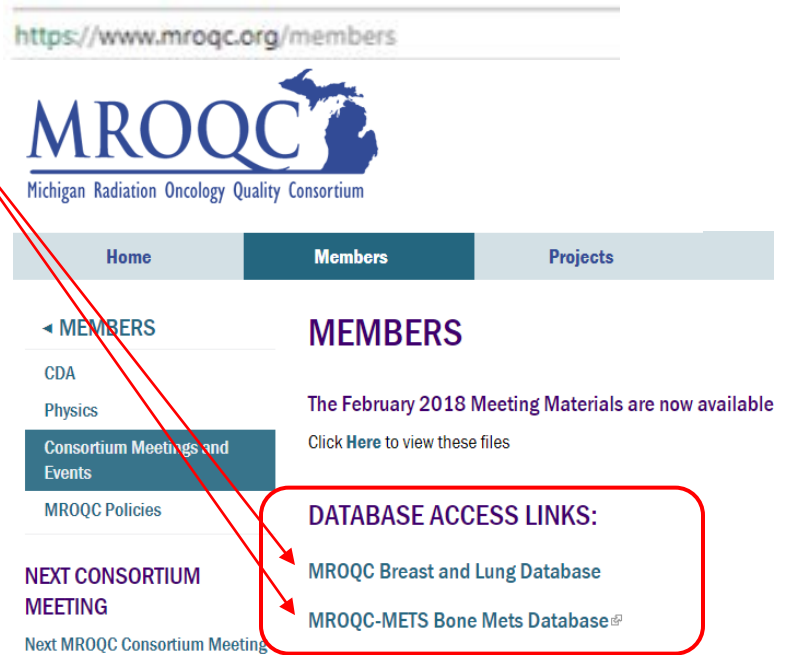 https://www.mroqc.org/members
MROQC
Michigan Radiation Oncology Quality Consortium
Home Members Projects
◄ MEMBERS
CDA
Physics
Consortium Meetings and
Events
MROQC Policies
NEXT CONSORTIUM
MEETING
Next MROQC Consortium Meeting
MEMBERS
The February 2018 Meeting Materials are now available
Click Here to view these files
DATABASE ACCESS LINKS:
MROQC Breast and Lung Database
MROQC-METS Bone Mets Database